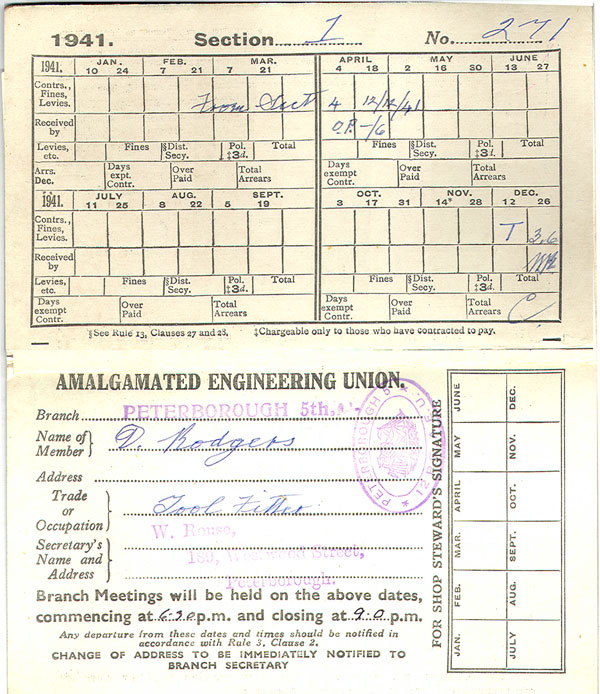 1941. Section 1 No. 271
1941. JAN. FEB. MAR. APRIL MAY JUNE
10 24 7 21 7 21 4 18 2 16 30 13 27
Contrs., Fines, Levies.
From Sect 4 12/12/41
Received by
O.P. -/6
Levies, etc. Fines §Dist. Secy. Pol. ‡3d. Total Fines §Dist. Secy. Pol. ‡3d. Total
Arrs. Dec. Days expt. Contr. Over Paid Total Arrears Days exempt Contr. Over Paid Total Arrears
1941. JULY AUG. SEPT. OCT. NOV. DEC.
11 25 8 22 5 19 3 17 31 14* 28 12 26
Contrs., Fines, Levies.
T 3.6
Received by
Levies, etc. Fines §Dist. Secy. Pol. ‡3d. Total Fines §Dist. Secy. Pol. ‡3d. Total
Days exempt Contr. Over Paid Total Arrears Days exempt Contr. Over Paid Total Arrears C
§See Rule 13, Clauses 27 and 28. ‡Chargeable only to those who have contracted to pay.
AMALGAMATED ENGINEERING UNION.
Branch PETERBOROUGH 5th,
Name of Member } D. Rodgers
Address
Trade or Occupation } Tool Fitter
Secretary's Name and Address }
W. Rouse,
Westwood Street,
Peterborough.
PETERBOROUGH 5
Branch Meetings will be held on the above dates,
commencing at 6.30 p.m. and closing at 9.0 p.m.
Any departure from these dates and times should be notified in
accordance with Rule 3, Clause 2.
CHANGE OF ADDRESS TO BE IMMEDIATELY NOTIFIED TO
BRANCH SECRETARY
FOR SHOP STEWARD'S SIGNATURE
JAN. FEB. MAR. APRIL MAY JUNE
JULY AUG. SEPT. OCT. NOV. DEC.